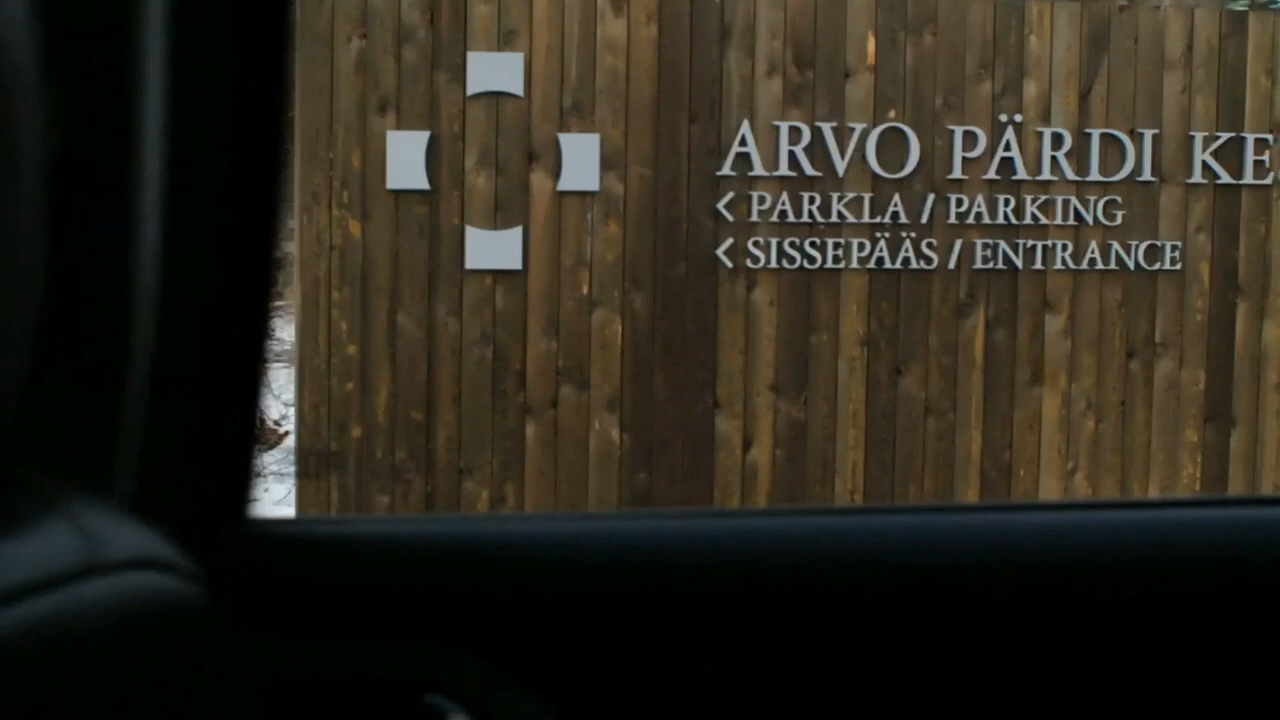 ARVO PÄRDI
< PARKLA / PARKING
< SISSEPÄÄS / ENTRANCE